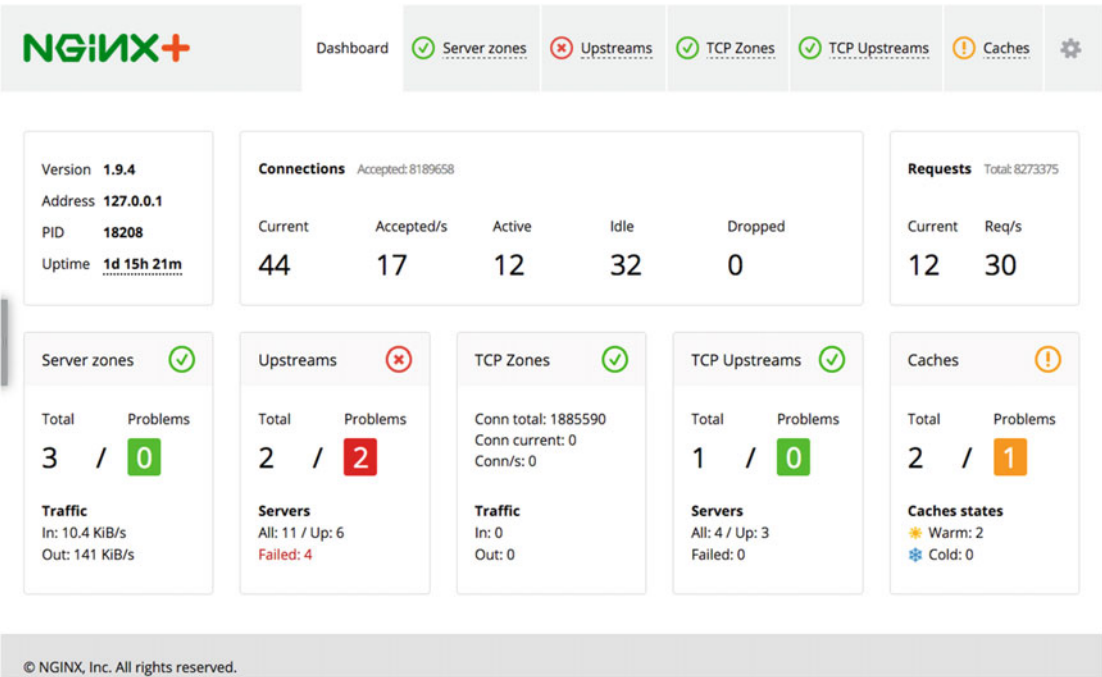 NGINX+
Dashboard Server zones Upstreams TCP Zones TCP Upstreams Caches
Version 1.9.4
Address 127.0.0.1
PID 18208
Uptime 1d 15h 21m
Connections Accepted: 8189658
Current Accepted/s Active Idle Dropped
44 17 12 32 0
Requests Total: 8273375
Current Req/s
12 30
Server zones
Total Problems
3 / 0
Traffic
In: 10.4 KiB/s
Out: 141 KiB/s
Upstreams
Total Problems
2 / 2
Servers
All: 11 / Up: 6
Failed: 4
TCP Zones
Conn total: 1885590
Conn current: 0
Conn/s: 0
Traffic
In: 0
Out: 0
TCP Upstreams
Total Problems
1 / 0
Servers
All: 4 / Up: 3
Failed: 0
Caches
Total Problems
2 / 1
Caches states
Warm: 2
Cold: 0
© NGINX, Inc. All rights reserved.